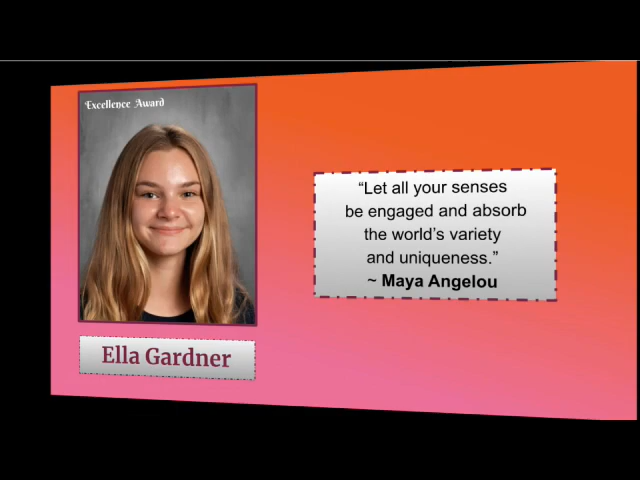 Excellence Award
Ella Gardner
“Let all your senses
be engaged and absorb
the world’s variety
and uniqueness.”
~ Maya Angelou